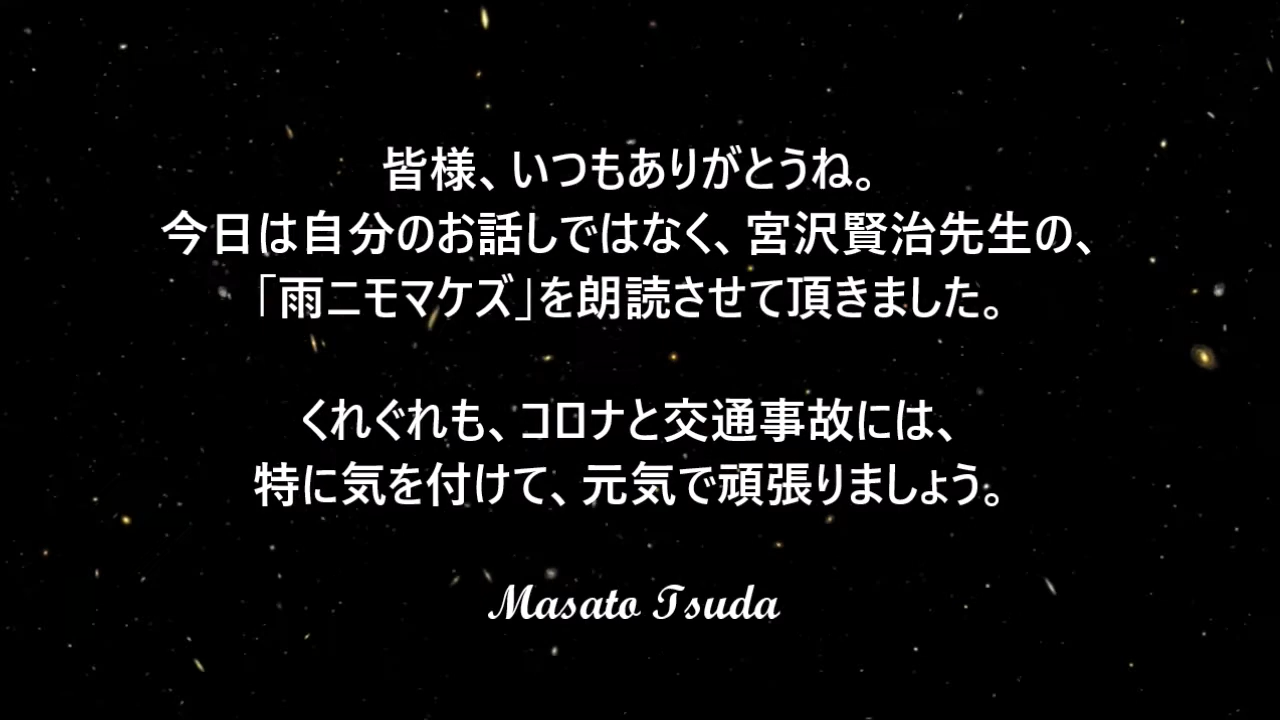 皆様、いつもありがとうね。
今日は自分のお話しではなく、宮沢賢治先生の、
「雨ニモマケズ」を朗読させて頂きました。
くれぐれも、コロナと交通事故には、
特に気を付けて、元気で頑張りましょう。
Masato Tsuda